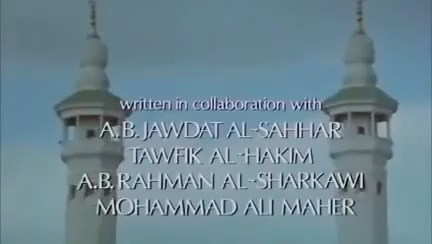 written in collaboration with
A.B. JAWDAT AL-SAHHAR
TAWFIK AL-HAKIM
A.B. RAHMAN AL-SHARKAWI
MOHAMMAD ALI MAHER